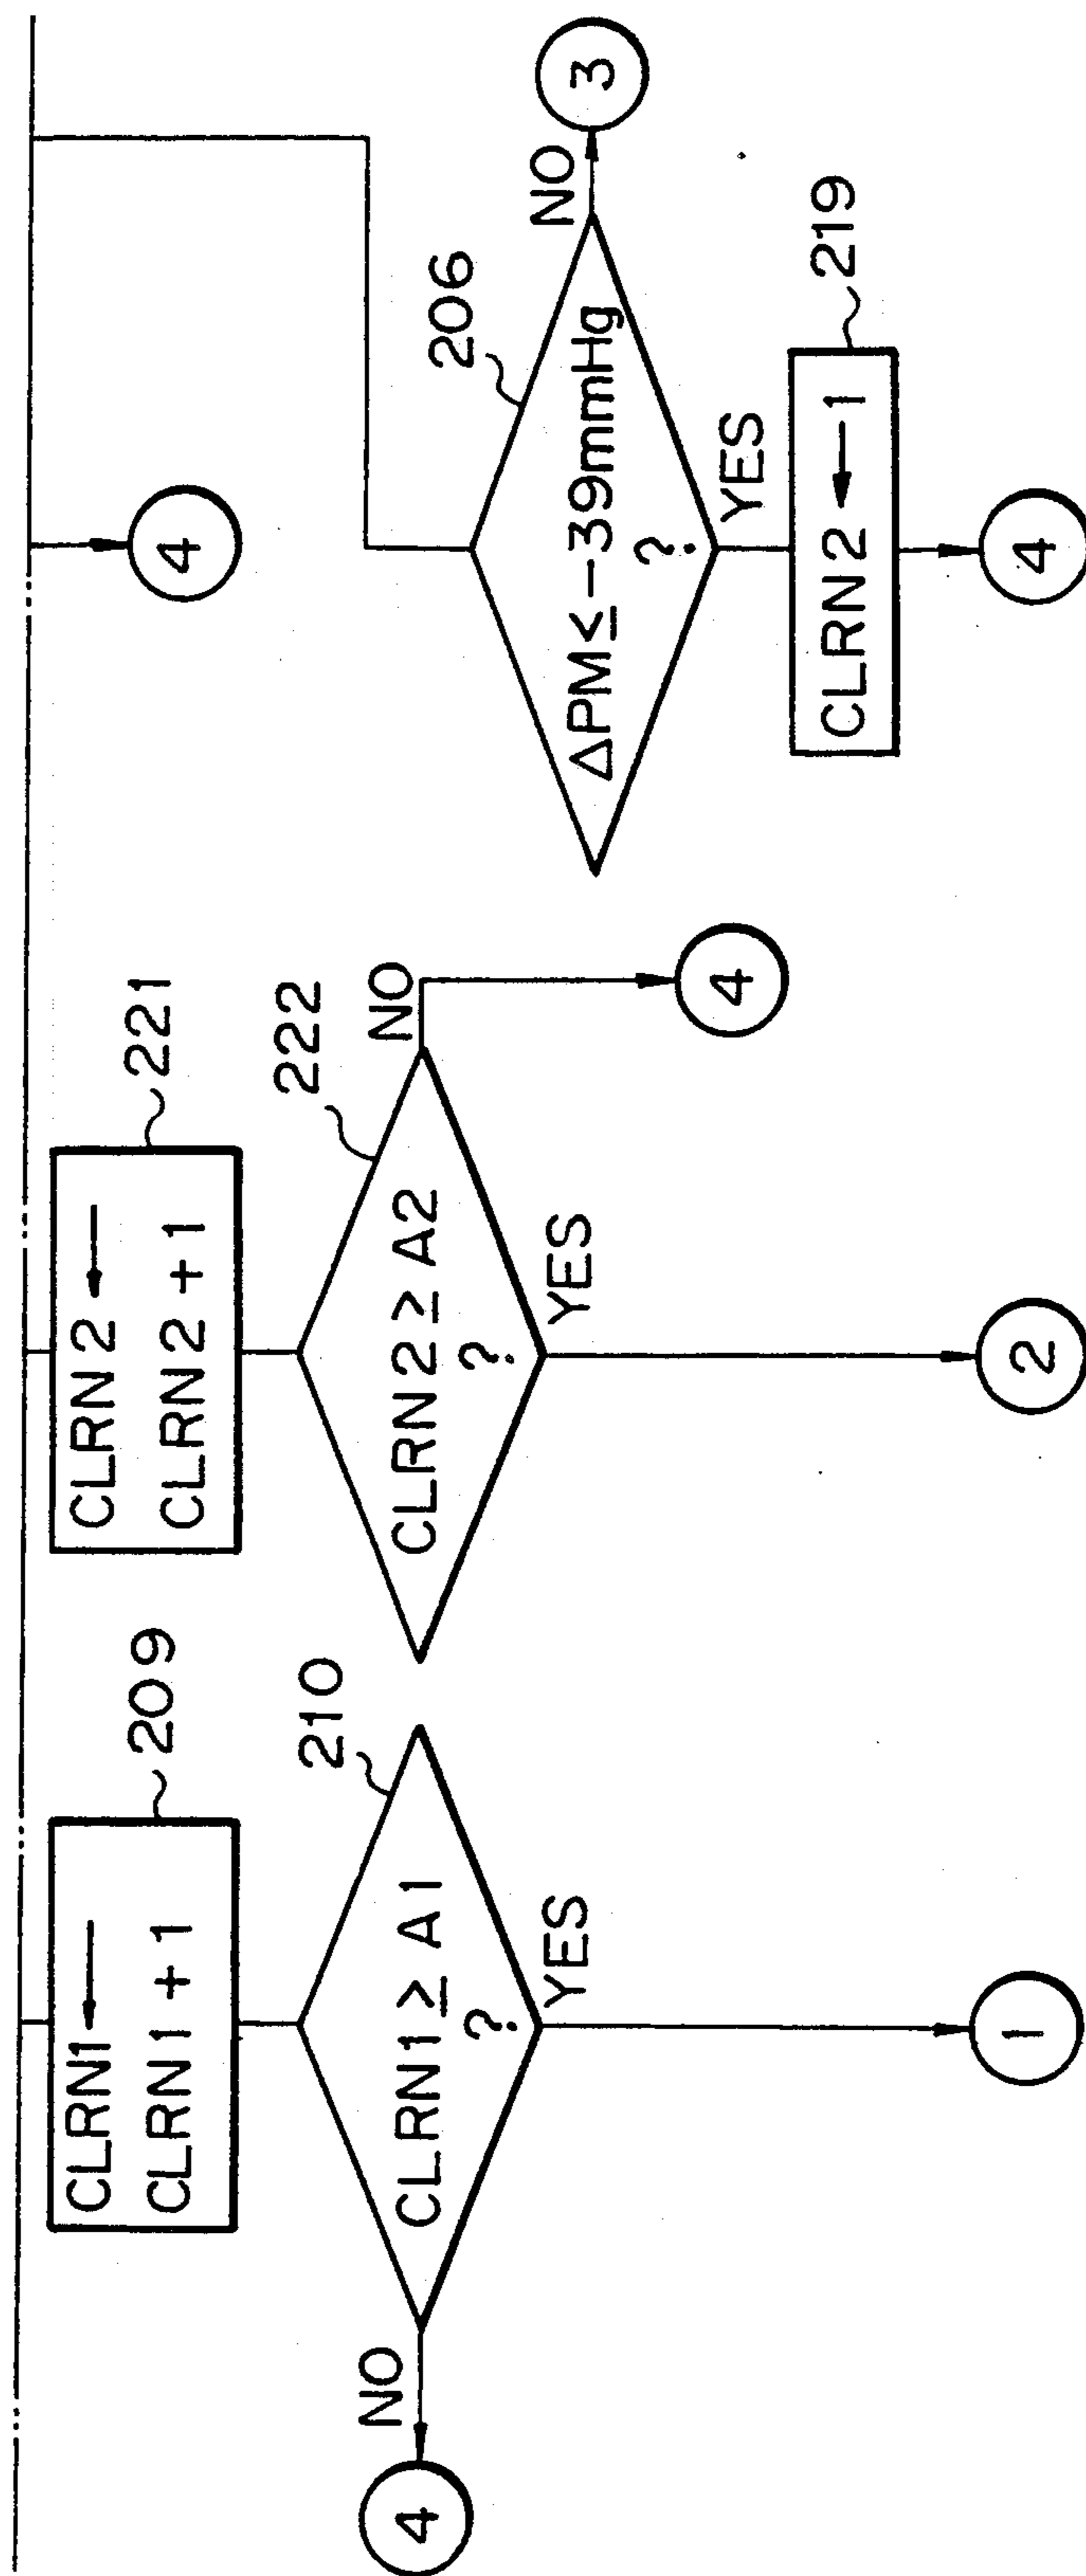 CLRN1 ←
CLRN1 + 1
209
CLRN1 ≥ A1
?
210
NO
4
YES
1
CLRN2 ←
CLRN2 + 1
221
CLRN2 ≥ A2
?
222
NO
4
YES
2
4
ΔPM ≤ -39mmHg
?
206
NO
3
YES
CLRN2 ← 1
219
4